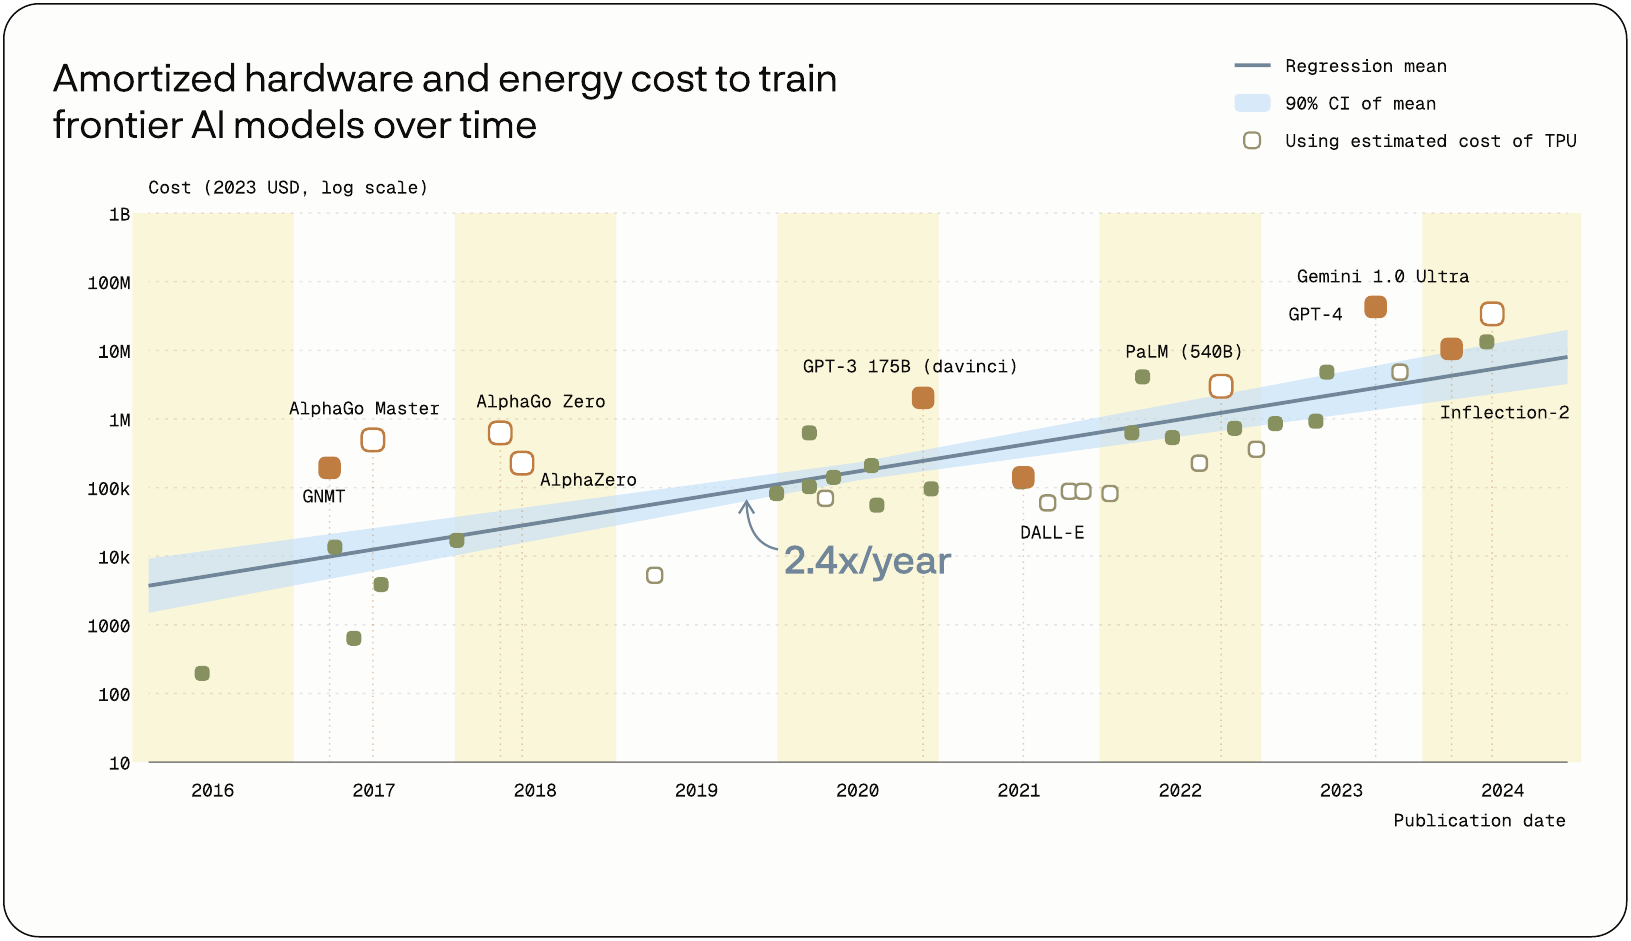 Amortized hardware and energy cost to train
frontier AI models over time
Regression mean
90% CI of mean
Using estimated cost of TPU
Cost (2023 USD, log scale)
1B
100M
10M
1M
100k
10k
1000
100
10
Gemini 1.0 Ultra
GPT-4
PaLM (540B)
GPT-3 175B (davinci)
AlphaGo Zero
AlphaGo Master
Inflection-2
AlphaZero
GNMT
DALL-E
2.4x/year
2016 2017 2018 2019 2020 2021 2022 2023 2024
Publication date